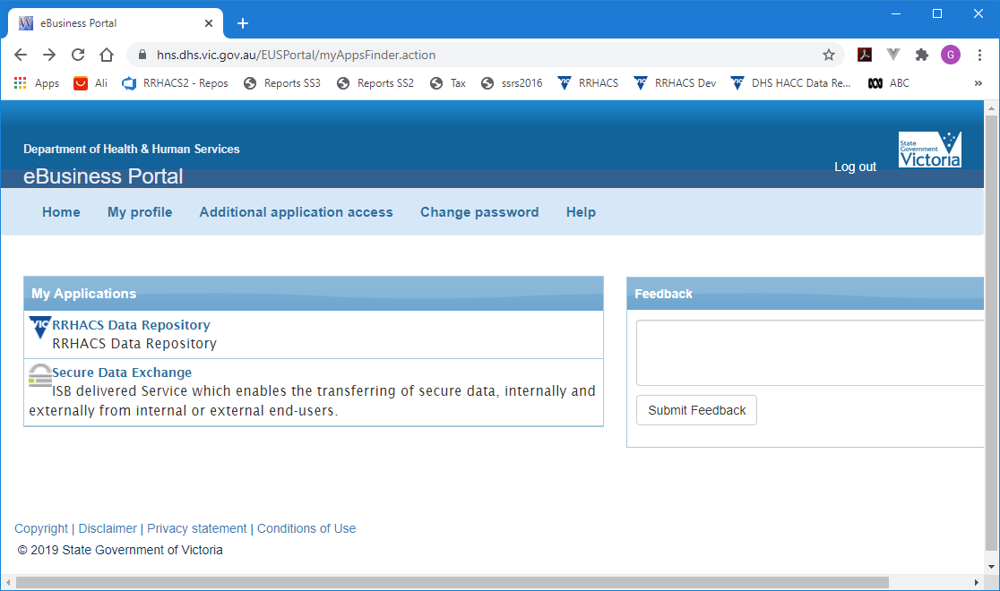 eBusiness Portal
hns.dhs.vic.gov.au/EUSPortal/myAppsFinder.action
G
Apps Ali RRHACS2 - Repos Reports SS3 Reports SS2 Tax ssrs2016 VIC RRHACS VIC RRHACS Dev VIC DHS HACC Data Re... ABC »
Department of Health & Human Services
eBusiness Portal
Log out
State
Government
Victoria
Home My profile Additional application access Change password Help
My Applications
VIC RRHACS Data Repository
RRHACS Data Repository
Secure Data Exchange
ISB delivered Service which enables the transferring of secure data, internally and
externally from internal or external end-users.
Feedback
Submit Feedback
Copyright | Disclaimer | Privacy statement | Conditions of Use
© 2019 State Government of Victoria